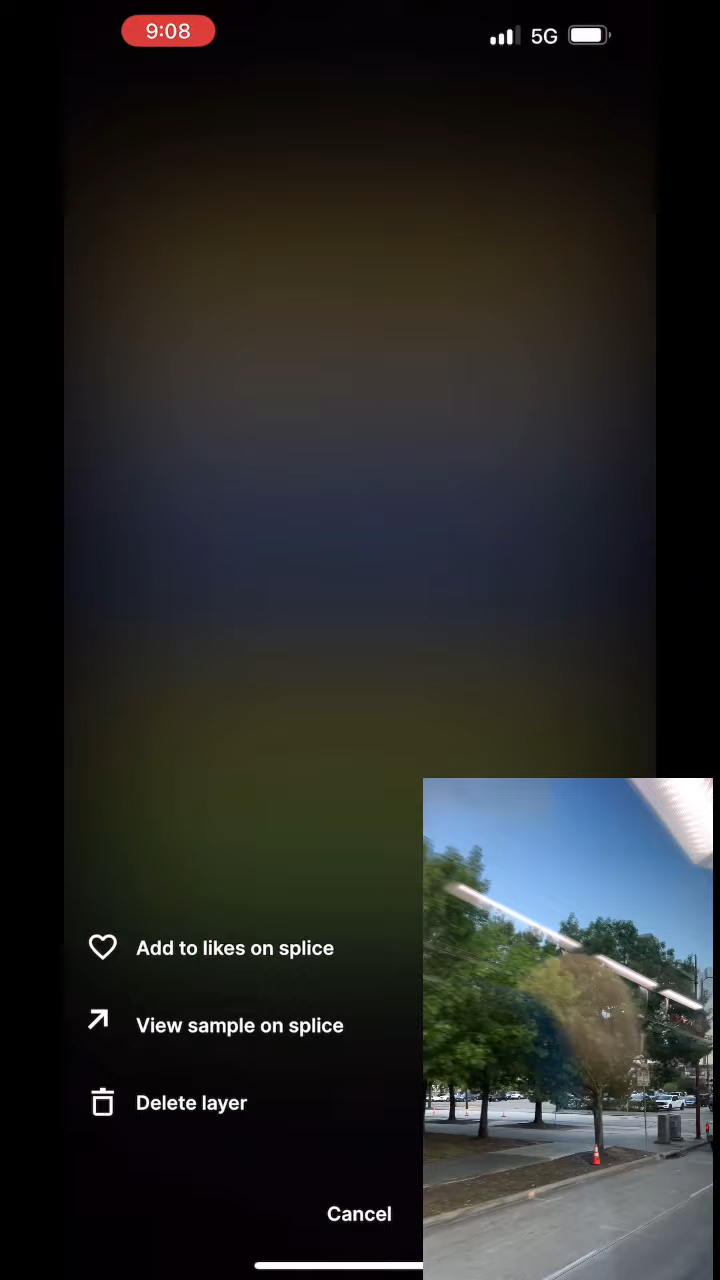 9:08
5G
Add to likes on splice
View sample on splice
Delete layer
Cancel